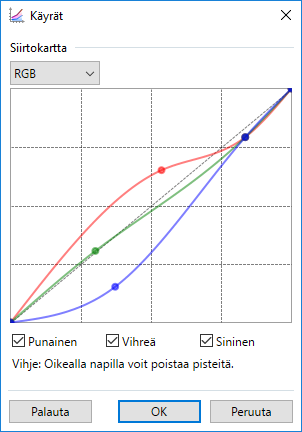 Käyrät
Siirtokartta
RGB
Punainen Vihreä Sininen
Vihje: Oikealla napilla voit poistaa pisteitä.
Palauta OK Peruuta